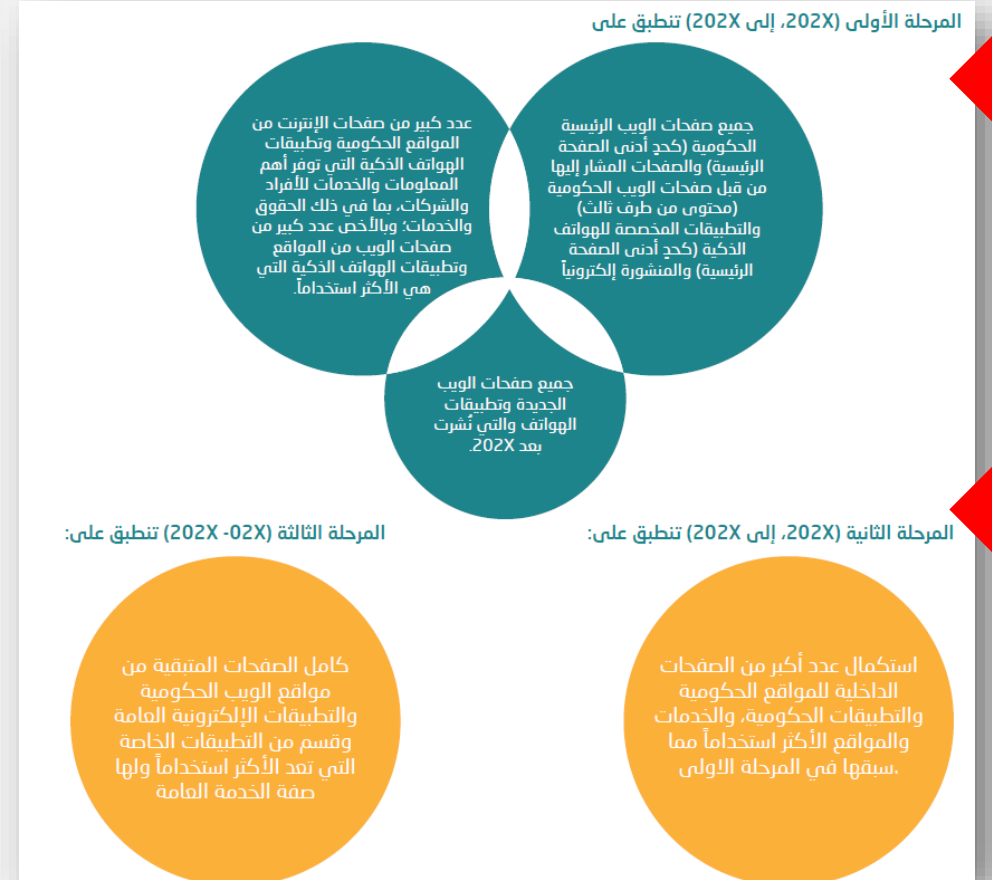 المرحلة الأولى (202X، إلى 202X) تنطبق على
جميع صفحات الويب الرئيسية
الحكومية (كحدٍ أدنى الصفحة
الرئيسية) والصفحات المشار إليها
من قبل صفحات الويب الحكومية
(محتوى من طرف ثالث)
والتطبيقات المخصصة للهواتف
الذكية (كحدٍ أدنى الصفحة
الرئيسية) والمنشورة إلكترونياً
عدد كبير من صفحات الإنترنت من
المواقع الحكومية وتطبيقات
الهواتف الذكية التي توفر أهم
المعلومات والخدمات للأفراد
والشركات، بما في ذلك الحقوق
والخدمات؛ وبالأخص عدد كبير من
صفحات الويب من المواقع
وتطبيقات الهواتف الذكية التي
هي الأكثر استخداماً.
جميع صفحات الويب
الجديدة وتطبيقات
الهواتف والتي نُشرت
بعد 202X.
المرحلة الثانية (202X، إلى 202X) تنطبق على:
استكمال عدد أكبر من الصفحات
الداخلية للمواقع الحكومية
والتطبيقات الحكومية، والخدمات
والمواقع الأكثر استخداماً مما
.سبقها في المرحلة الاولى
المرحلة الثالثة (02X- 202X) تنطبق على:
كامل الصفحات المتبقية من
مواقع الويب الحكومية
والتطبيقات الإلكترونية العامة
وقسم من التطبيقات الخاصة
التي تعد الأكثر استخداماً ولها
صفة الخدمة العامة